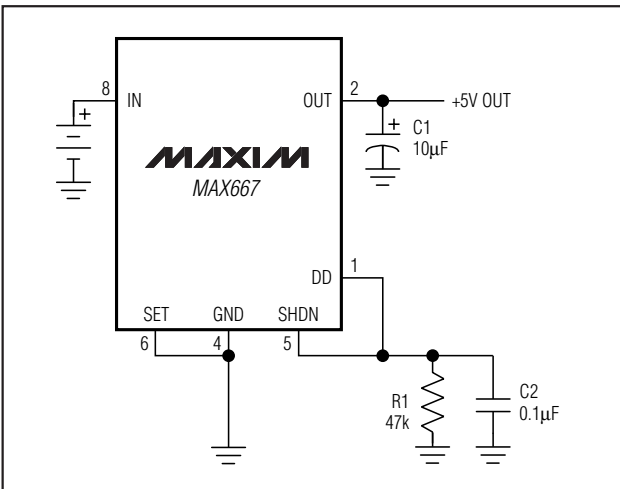 8
IN
+
OUT
2
+5V OUT
+
C1
10µF
MAXIM
MAX667
DD
1
SET
GND
SHDN
6
4
5
R1
47k
C2
0.1µF